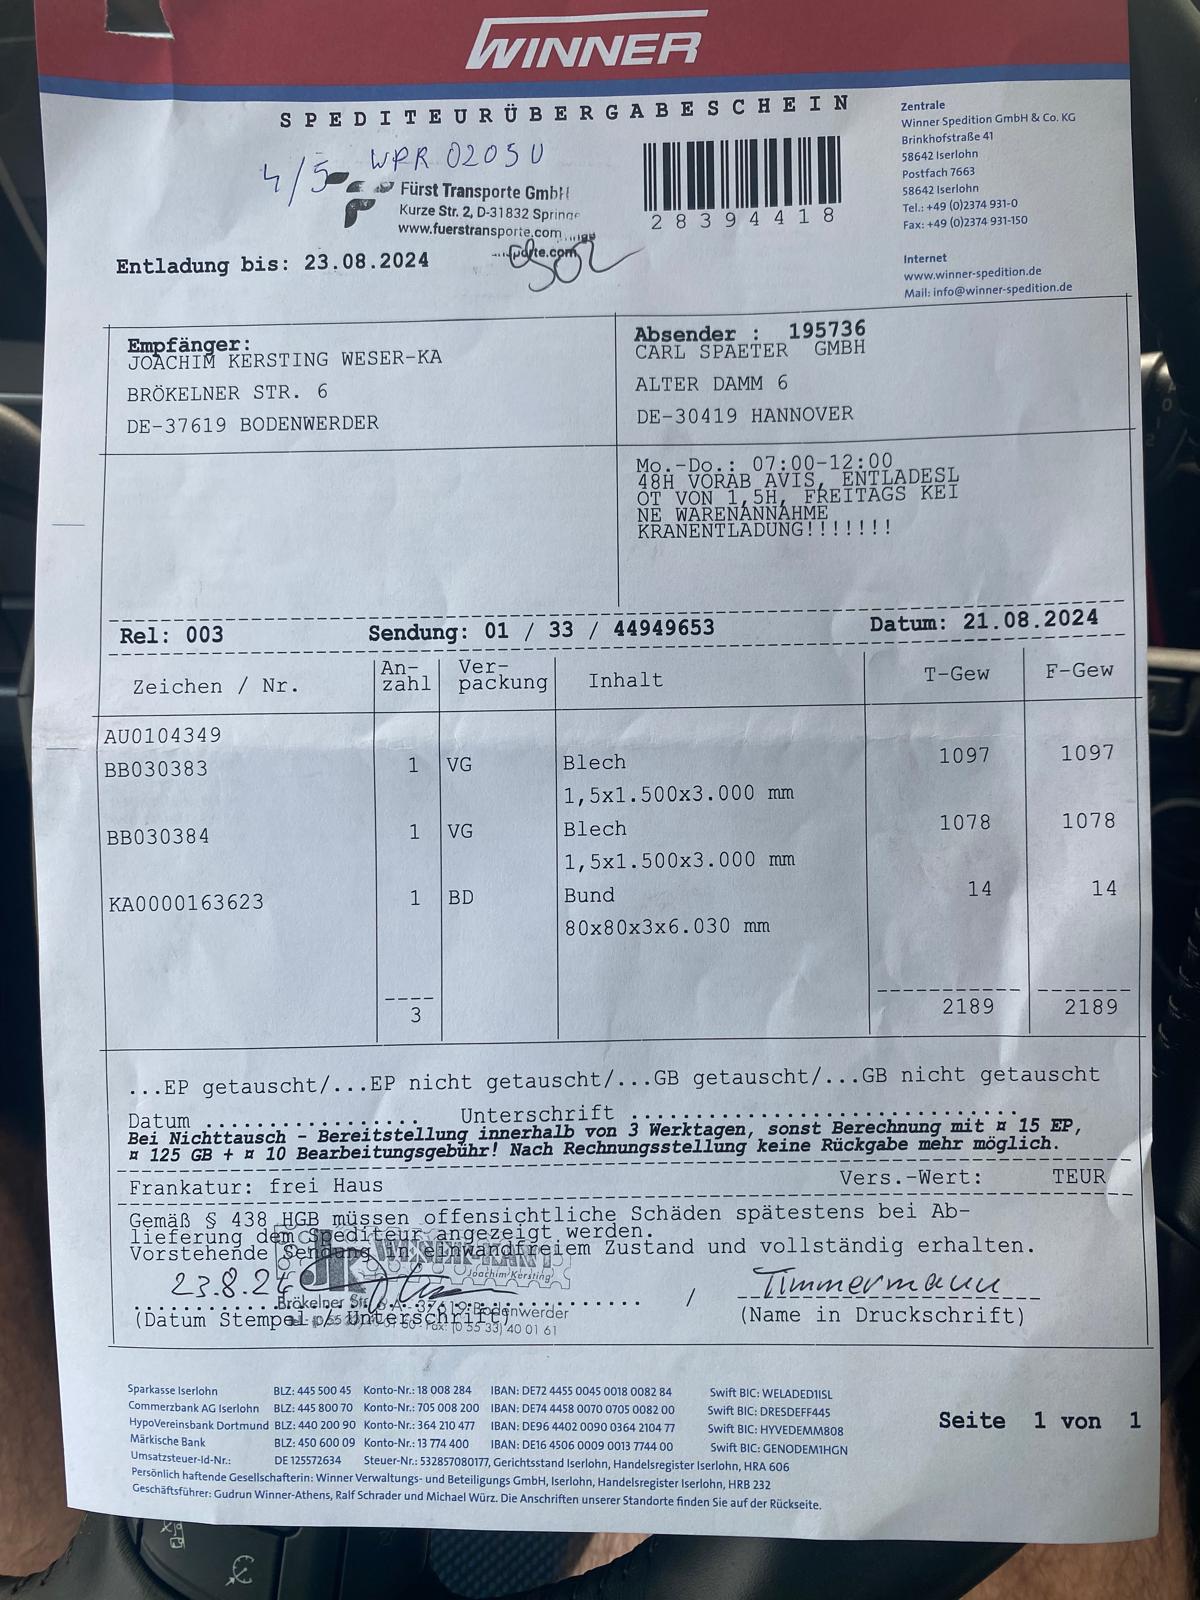 WINNER
SPEDITEURÜBERGABESCHEIN
4/5 WPR 0205U
Fürst Transporte GmbH
Kurze Str. 2, D-31832 Springe
www.fuerstransporte.com
28394418
Entladung bis: 23.08.2024
Zentrale
Winner Spedition GmbH & Co. KG
Brinkhofstraße 41
58642 Iserlohn
Postfach 7663
58642 Iserlohn
Tel.: +49 (0)2374 931-0
Fax: +49 (0)2374 931-150
Internet
www.winner-spedition.de
Mail: info@winner-spedition.de
Empfänger:
JOACHIM KERSTING WESER-KA
BRÖKELNER STR. 6
DE-37619 BODENWERDER
Absender : 195736
CARL SPAETER GMBH
ALTER DAMM 6
DE-30419 HANNOVER
Mo.-Do.: 07:00-12:00
48H VORAB AVIS, ENTLADESL
OT VON 1,5H, FREITAGS KEI
NE WARENANNAHME
KRANENTLADUNG!!!!!!!
Rel: 003 Sendung: 01 / 33 / 44949653 Datum: 21.08.2024
Zeichen / Nr. An-zahl Ver-packung Inhalt T-Gew F-Gew
AU0104349
BB030383 1 VG Blech 1097 1097
1,5x1.500x3.000 mm
BB030384 1 VG Blech 1078 1078
1,5x1.500x3.000 mm
KA0000163623 1 BD Bund 14 14
80x80x3x6.030 mm
3 2189 2189
...EP getauscht/...EP nicht getauscht/...GB getauscht/...GB nicht getauscht
Datum .................. Unterschrift ..............................
Bei Nichttausch - Bereitstellung innerhalb von 3 Werktagen, sonst Berechnung mit ¤ 15 EP,
¤ 125 GB + ¤ 10 Bearbeitungsgebühr! Nach Rechnungsstellung keine Rückgabe mehr möglich.
Frankatur: frei Haus Vers.-Wert: TEUR
Gemäß § 438 HGB müssen offensichtliche Schäden spätestens bei Ab-
lieferung dem Spediteur angezeigt werden.
Vorstehende Sendung in einwandfreiem Zustand und vollständig erhalten.
JK WESER-KANT
Joachim Kersting
23.8.24 / Timmermann
Brökelner Str. 6 A · 37619 Bodenwerder
(Datum Stempel / Unterschrift) (Name in Druckschrift)
Fax: (0 55 33) 40 01 61
Sparkasse Iserlohn BLZ: 445 500 45 Konto-Nr.: 18 008 284 IBAN: DE72 4455 0045 0018 0082 84 Swift BIC: WELADED1ISL
Commerzbank AG Iserlohn BLZ: 445 800 70 Konto-Nr.: 705 008 200 IBAN: DE74 4458 0070 0705 0082 00 Swift BIC: DRESDEFF445
HypoVereinsbank Dortmund BLZ: 440 200 90 Konto-Nr.: 364 210 477 IBAN: DE96 4402 0090 0364 2104 77 Swift BIC: HYVEDEMM808
Märkische Bank BLZ: 450 600 09 Konto-Nr.: 13 774 400 IBAN: DE16 4506 0009 0013 7744 00 Swift BIC: GENODEM1HGN
Umsatzsteuer-Id-Nr.: DE 125572634 Steuer-Nr.: 532857080177, Gerichtsstand Iserlohn, Handelsregister Iserlohn, HRA 606
Persönlich haftende Gesellschafterin: Winner Verwaltungs- und Beteiligungs GmbH, Iserlohn, Handelsregister Iserlohn, HRB 232
Geschäftsführer: Gudrun Winner-Athens, Ralf Schrader und Michael Würz. Die Anschriften unserer Standorte finden Sie auf der Rückseite.
Seite 1 von 1